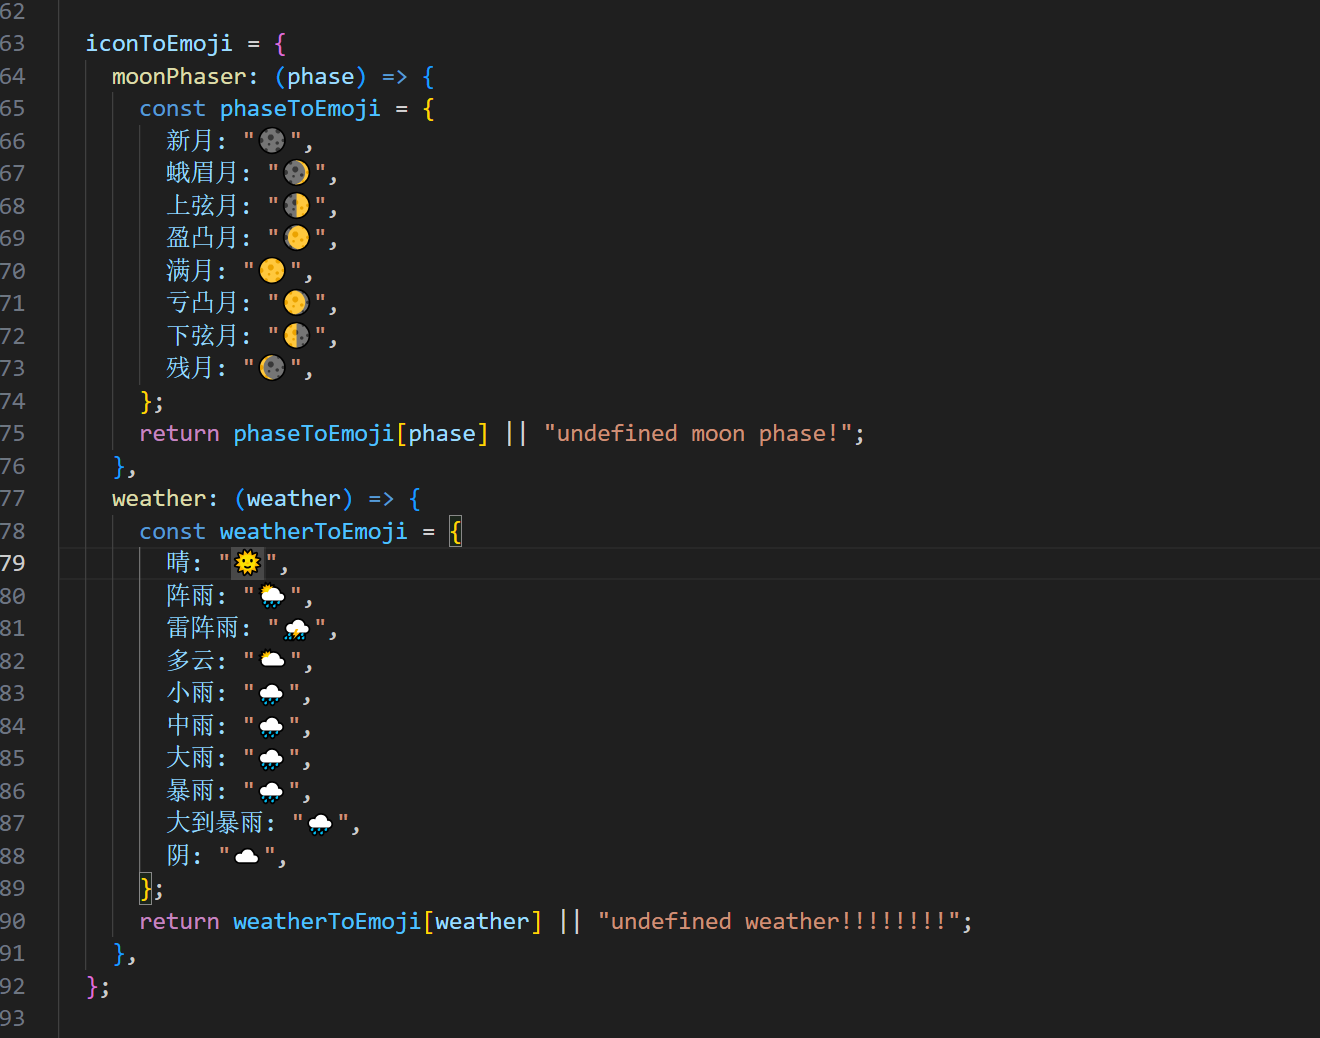 62
63 iconToEmoji = {
64 moonPhaser: (phase) => {
65 const phaseToEmoji = {
66 新月: "🌑",
67 蛾眉月: "🌒",
68 上弦月: "🌓",
69 盈凸月: "🌔",
70 满月: "🌕",
71 亏凸月: "🌖",
72 下弦月: "🌗",
73 残月: "🌘",
74 };
75 return phaseToEmoji[phase] || "undefined moon phase!";
76 },
77 weather: (weather) => {
78 const weatherToEmoji = {
79 晴: "🌞",
80 阵雨: "🌦️",
81 雷阵雨: "⛈️",
82 多云: "🌥️",
83 小雨: "🌧️",
84 中雨: "🌧️",
85 大雨: "🌧️",
86 暴雨: "🌧️",
87 大到暴雨: "🌧️",
88 阴: "☁️",
89 };
90 return weatherToEmoji[weather] || "undefined weather!!!!!!!!";
91 },
92 };
93